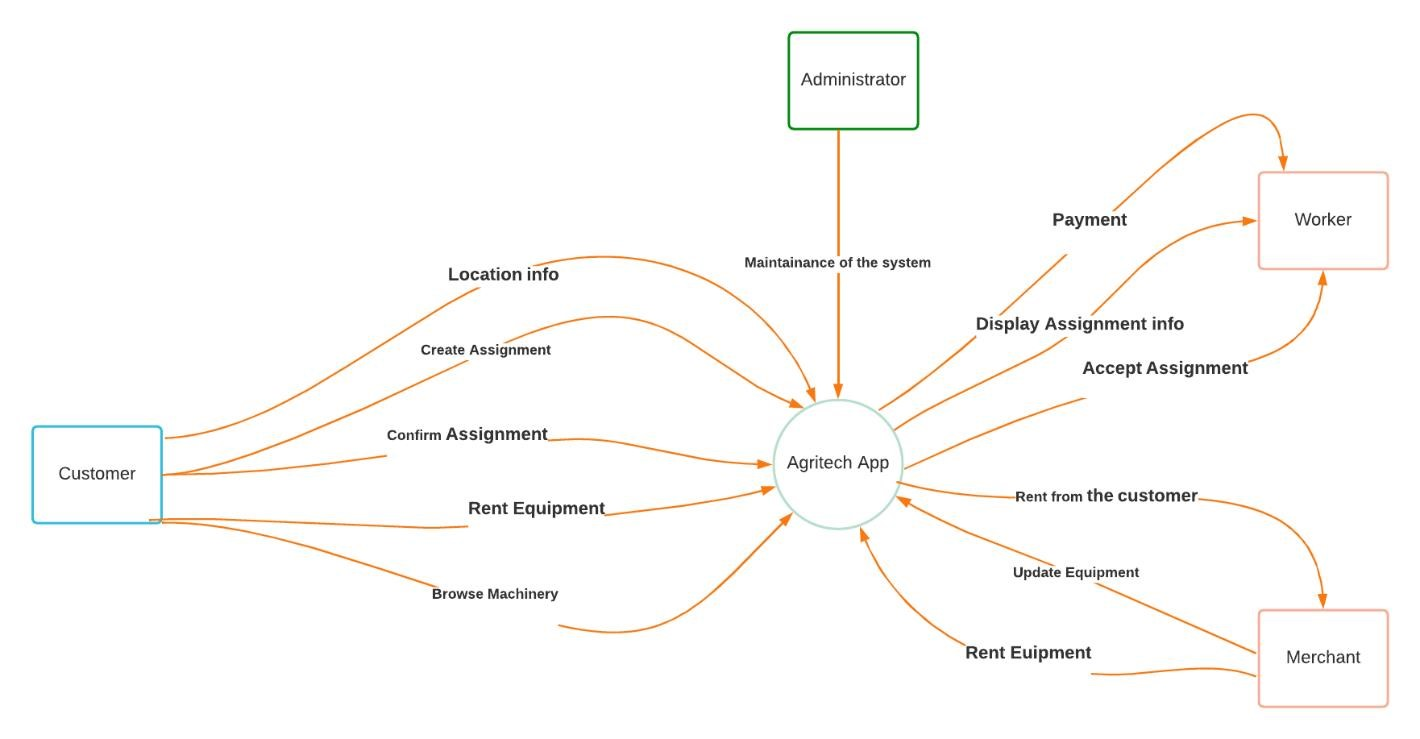 Administrator
Payment
Worker
Maintainance of the system
Location info
Display Assignment info
Create Assignment
Accept Assignment
Confirm Assignment
Agritech App
Customer
Rent from the customer
Rent Equipment
Update Equipment
Browse Machinery
Rent Euipment
Merchant